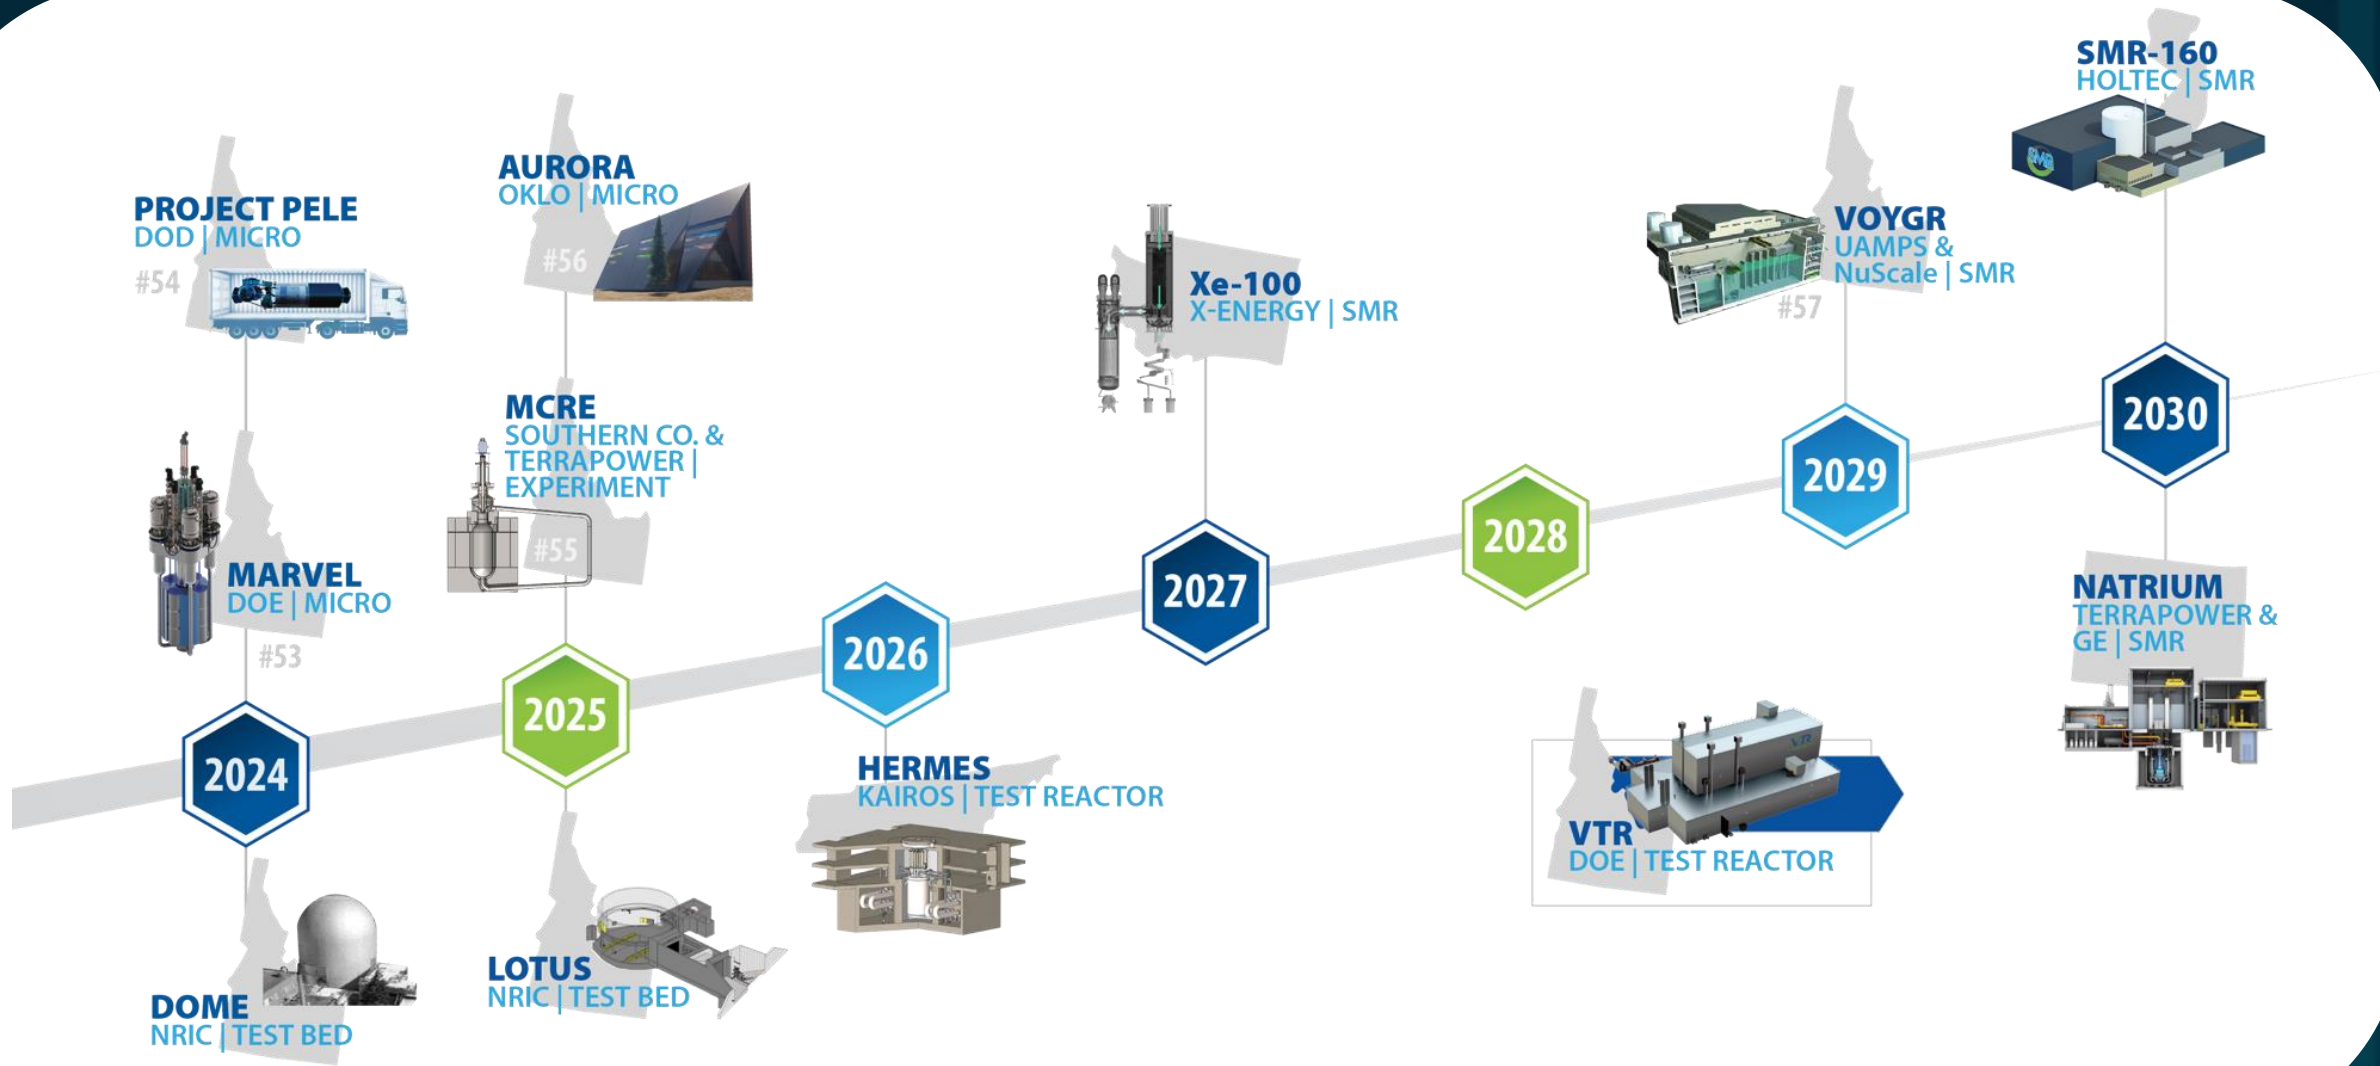 PROJECT PELE
DOD | MICRO
#54
MARVEL
DOE | MICRO
#53
2024
DOME
NRIC | TEST BED
AURORA
OKLO | MICRO
#56
MCRE
SOUTHERN CO. &
TERRAPOWER |
EXPERIMENT
#55
2025
LOTUS
NRIC | TEST BED
2026
HERMES
KAIROS | TEST REACTOR
Xe-100
X-ENERGY | SMR
2027
2028
VTR
VTR
DOE | TEST REACTOR
VOYGR
UAMPS &
NuScale | SMR
#57
2029
SMR-160
HOLTEC | SMR
SMR
2030
NATRIUM
TERRAPOWER &
GE | SMR